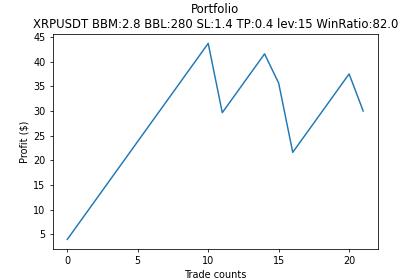 Portfolio
XRPUSDT BBM:2.8 BBL:280 SL:1.4 TP:0.4 lev:15 WinRatio:82.0
45
40
35
30
25
20
15
10
5
Profit ($)
0 5 10 15 20
Trade counts